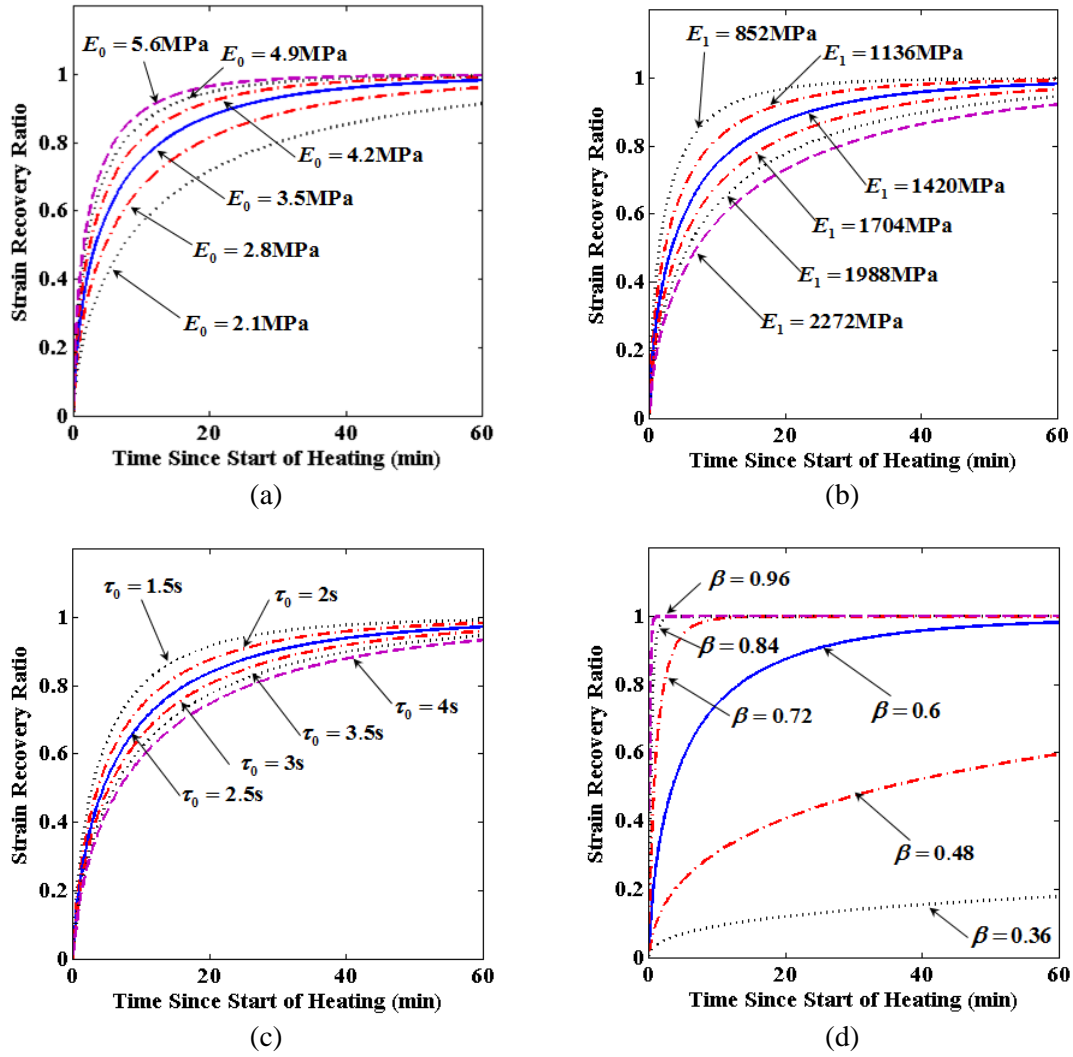 E₀ = 5.6MPa
E₀ = 4.9MPa
E₀ = 4.2MPa
E₀ = 3.5MPa
E₀ = 2.8MPa
E₀ = 2.1MPa
Strain Recovery Ratio
1
0.8
0.6
0.4
0.2
0
0 20 40 60
Time Since Start of Heating (min)
(a)
E₁ = 852MPa
E₁ = 1136MPa
E₁ = 1420MPa
E₁ = 1704MPa
E₁ = 1988MPa
E₁ = 2272MPa
Strain Recovery Ratio
1
0.8
0.6
0.4
0.2
0
0 20 40 60
Time Since Start of Heating (min)
(b)
τ₀ = 1.5s
τ₀ = 2s
τ₀ = 4s
τ₀ = 3.5s
τ₀ = 3s
τ₀ = 2.5s
Strain Recovery Ratio
1
0.8
0.6
0.4
0.2
0
0 20 40 60
Time Since Start of Heating (min)
(c)
β = 0.96
β = 0.84
β = 0.72
β = 0.6
β = 0.48
β = 0.36
Strain Recovery Ratio
1
0.8
0.6
0.4
0.2
0
0 20 40 60
Time Since Start of Heating (min)
(d)